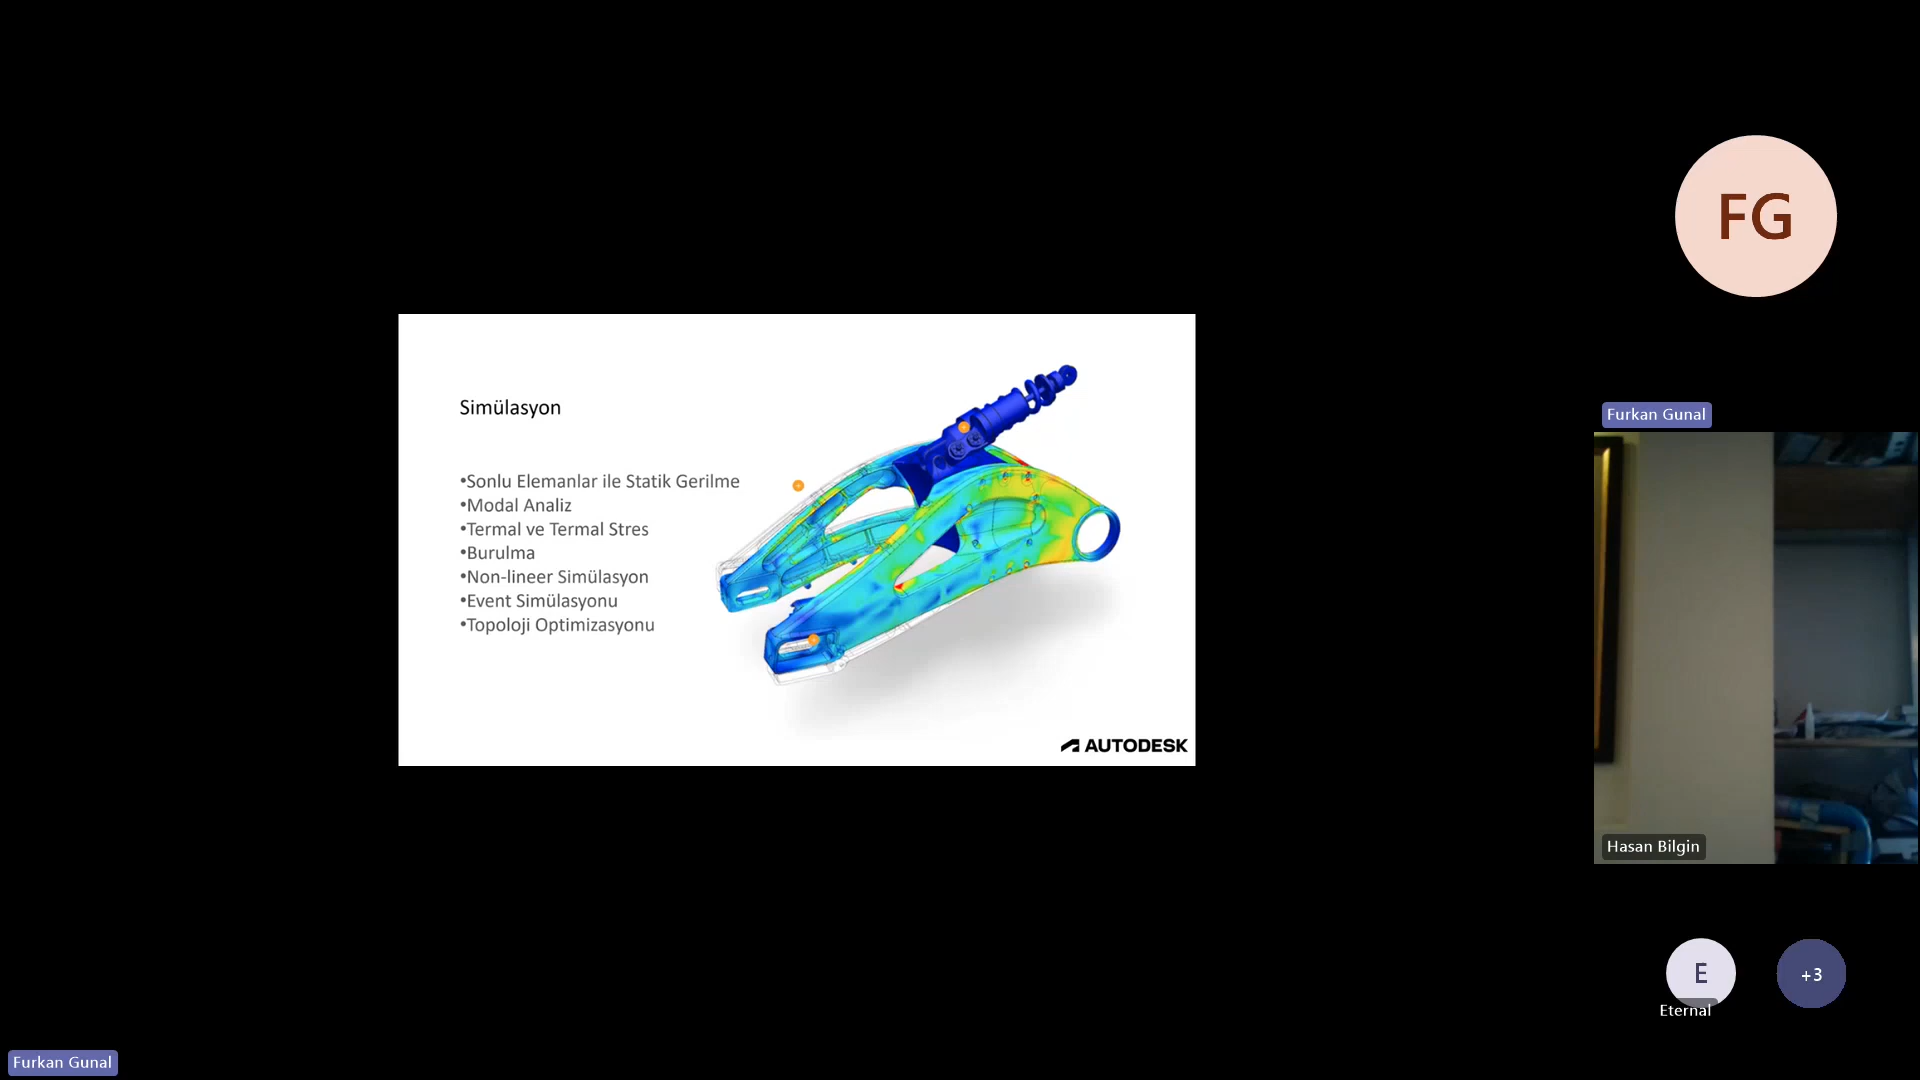 Simülasyon
•Sonlu Elemanlar ile Statik Gerilme
•Modal Analiz
•Termal ve Termal Stres
•Burulma
•Non-lineer Simülasyon
•Event Simülasyonu
•Topoloji Optimizasyonu
AUTODESK
FG
Furkan Gunal
Hasan Bilgin
E
Eternal
+3
Furkan Gunal